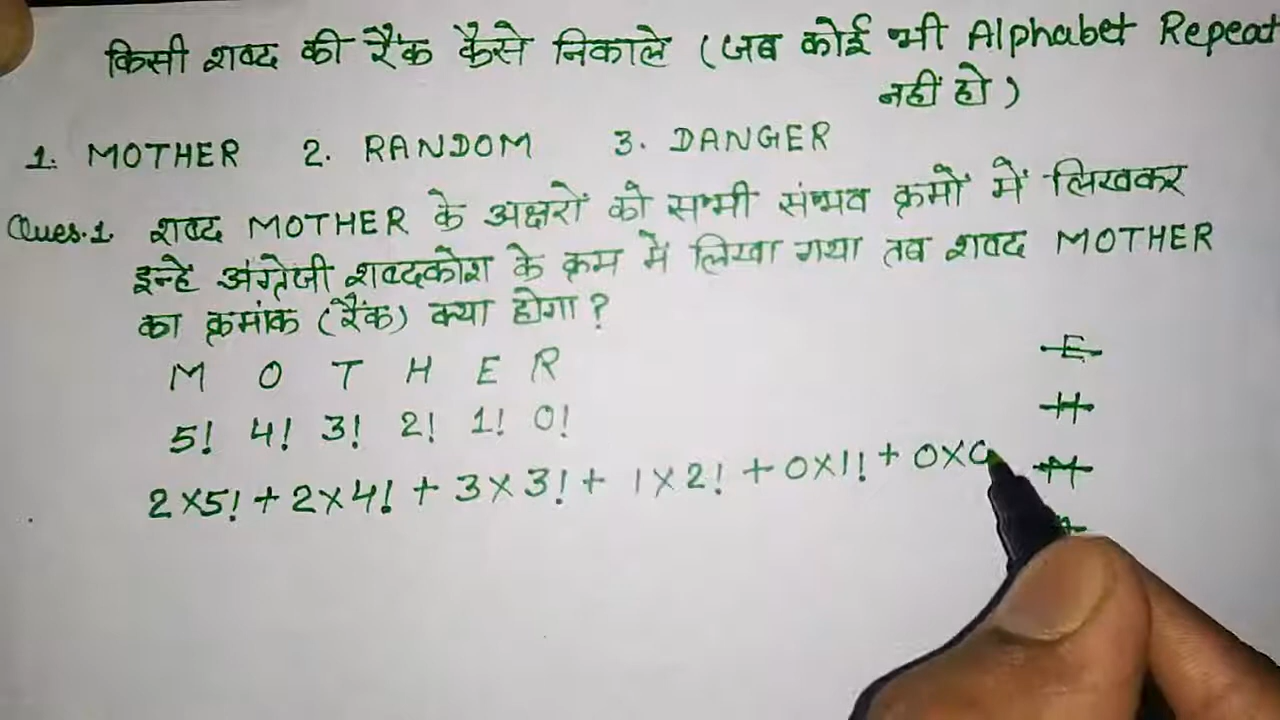 किसी शब्द की रैंक कैसे निकाले (जब कोई भी Alphabet Repeat
नहीं हो)
1. MOTHER 2. RANDOM 3. DANGER
Ques.1 शब्द MOTHER के अक्षरों को सभी संभव क्रमों में लिखकर
इन्हे अंग्रेजी शब्दकोश के क्रम में लिखा गया तब शब्द MOTHER
का क्रमांक (रैंक) क्या होगा?
M O T H E R
5! 4! 3! 2! 1! 0!
2×5! + 2×4! + 3×3! + 1×2! + 0×1! + 0×0
E
H
M